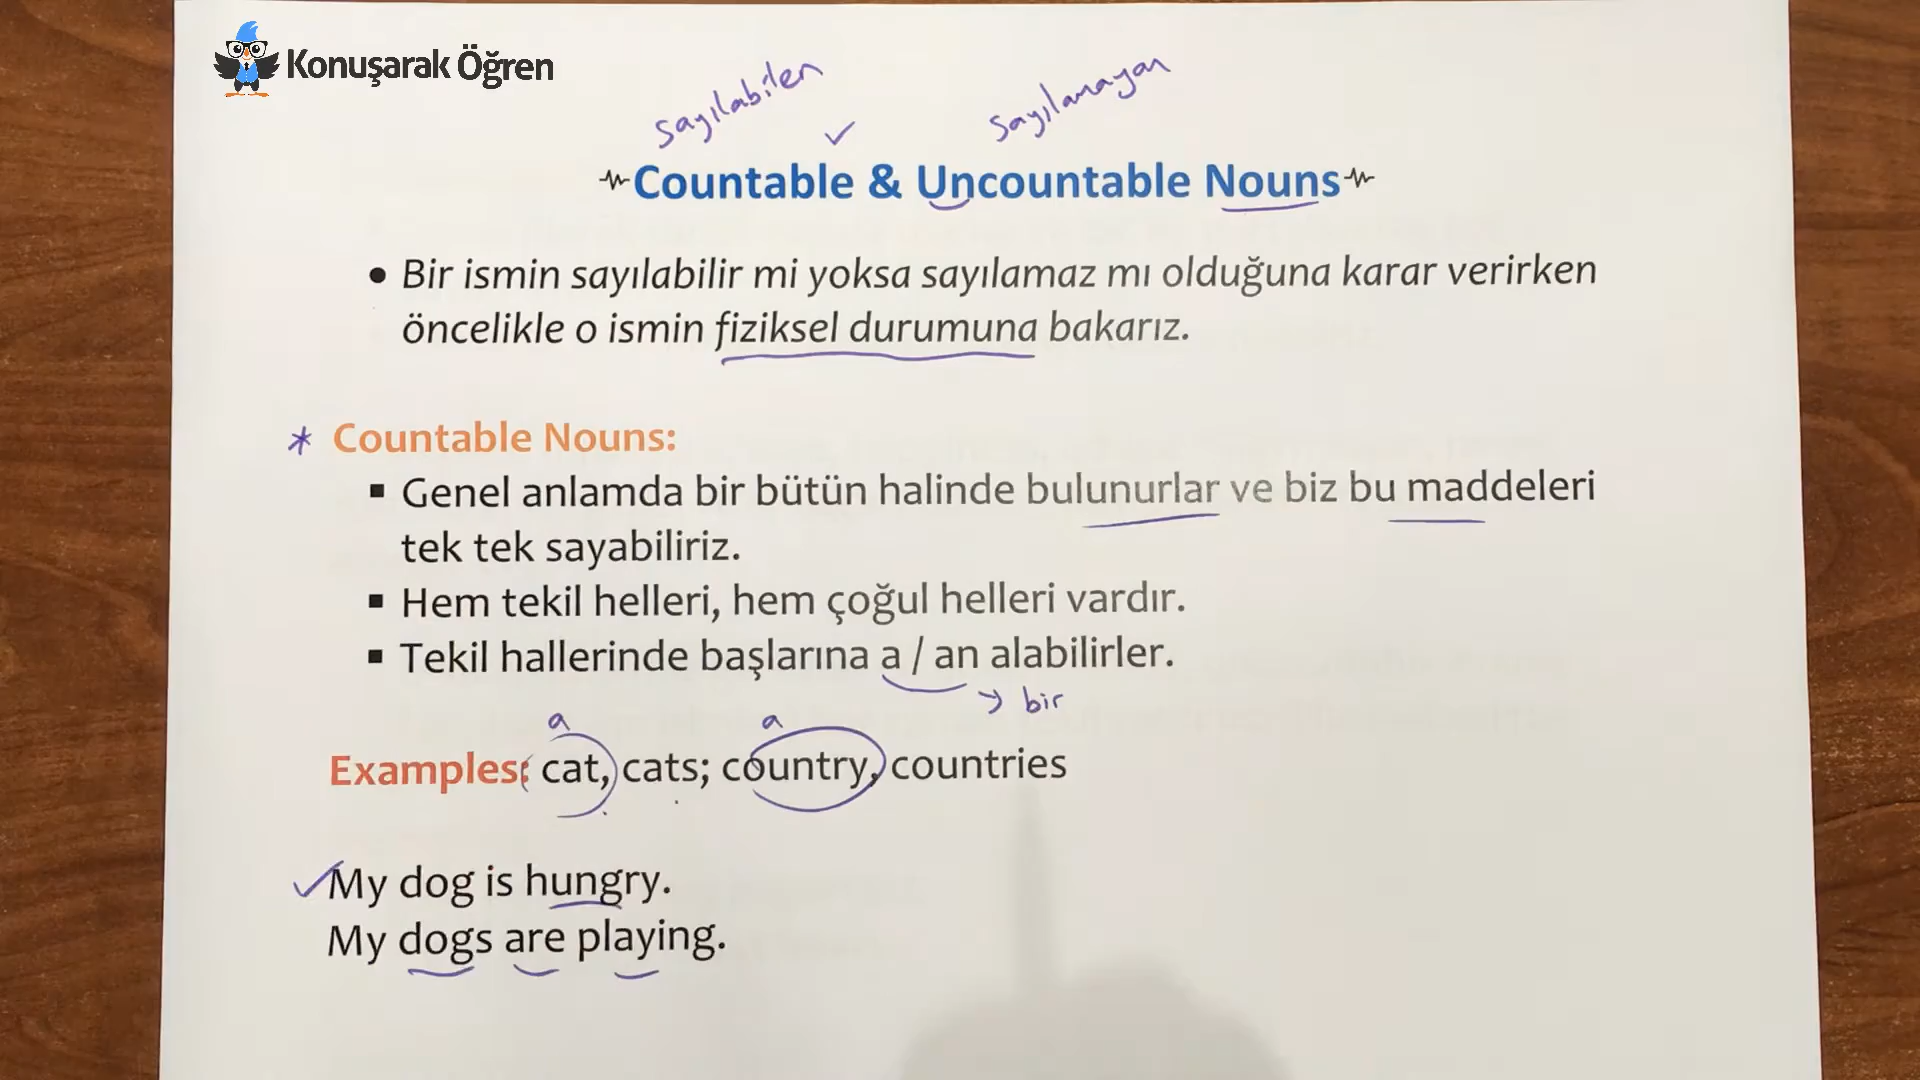 Konuşarak Öğren
sayılabilen sayılamayan
Countable & Uncountable Nouns
• Bir ismin sayılabilir mi yoksa sayılamaz mı olduğuna karar verirken
öncelikle o ismin fiziksel durumuna bakarız.
* Countable Nouns:
▪ Genel anlamda bir bütün halinde bulunurlar ve biz bu maddeleri
tek tek sayabiliriz.
▪ Hem tekil helleri, hem çoğul helleri vardır.
▪ Tekil hallerinde başlarına a / an alabilirler.
→ bir
a a
Examples: cat, cats; country, countries
My dog is hungry.
My dogs are playing.